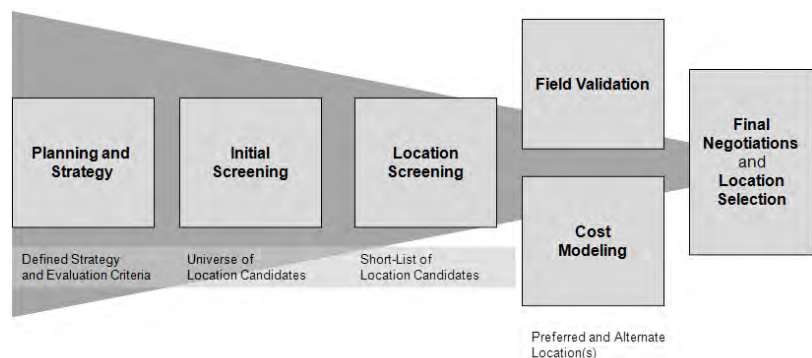 Planning and
Strategy
Initial
Screening
Location
Screening
Field Validation
Cost
Modeling
Final
Negotiations
and
Location
Selection
Defined Strategy
and Evaluation Criteria
Universe of
Location Candidates
Short-List of
Location Candidates
Preferred and Alternate
Location(s)